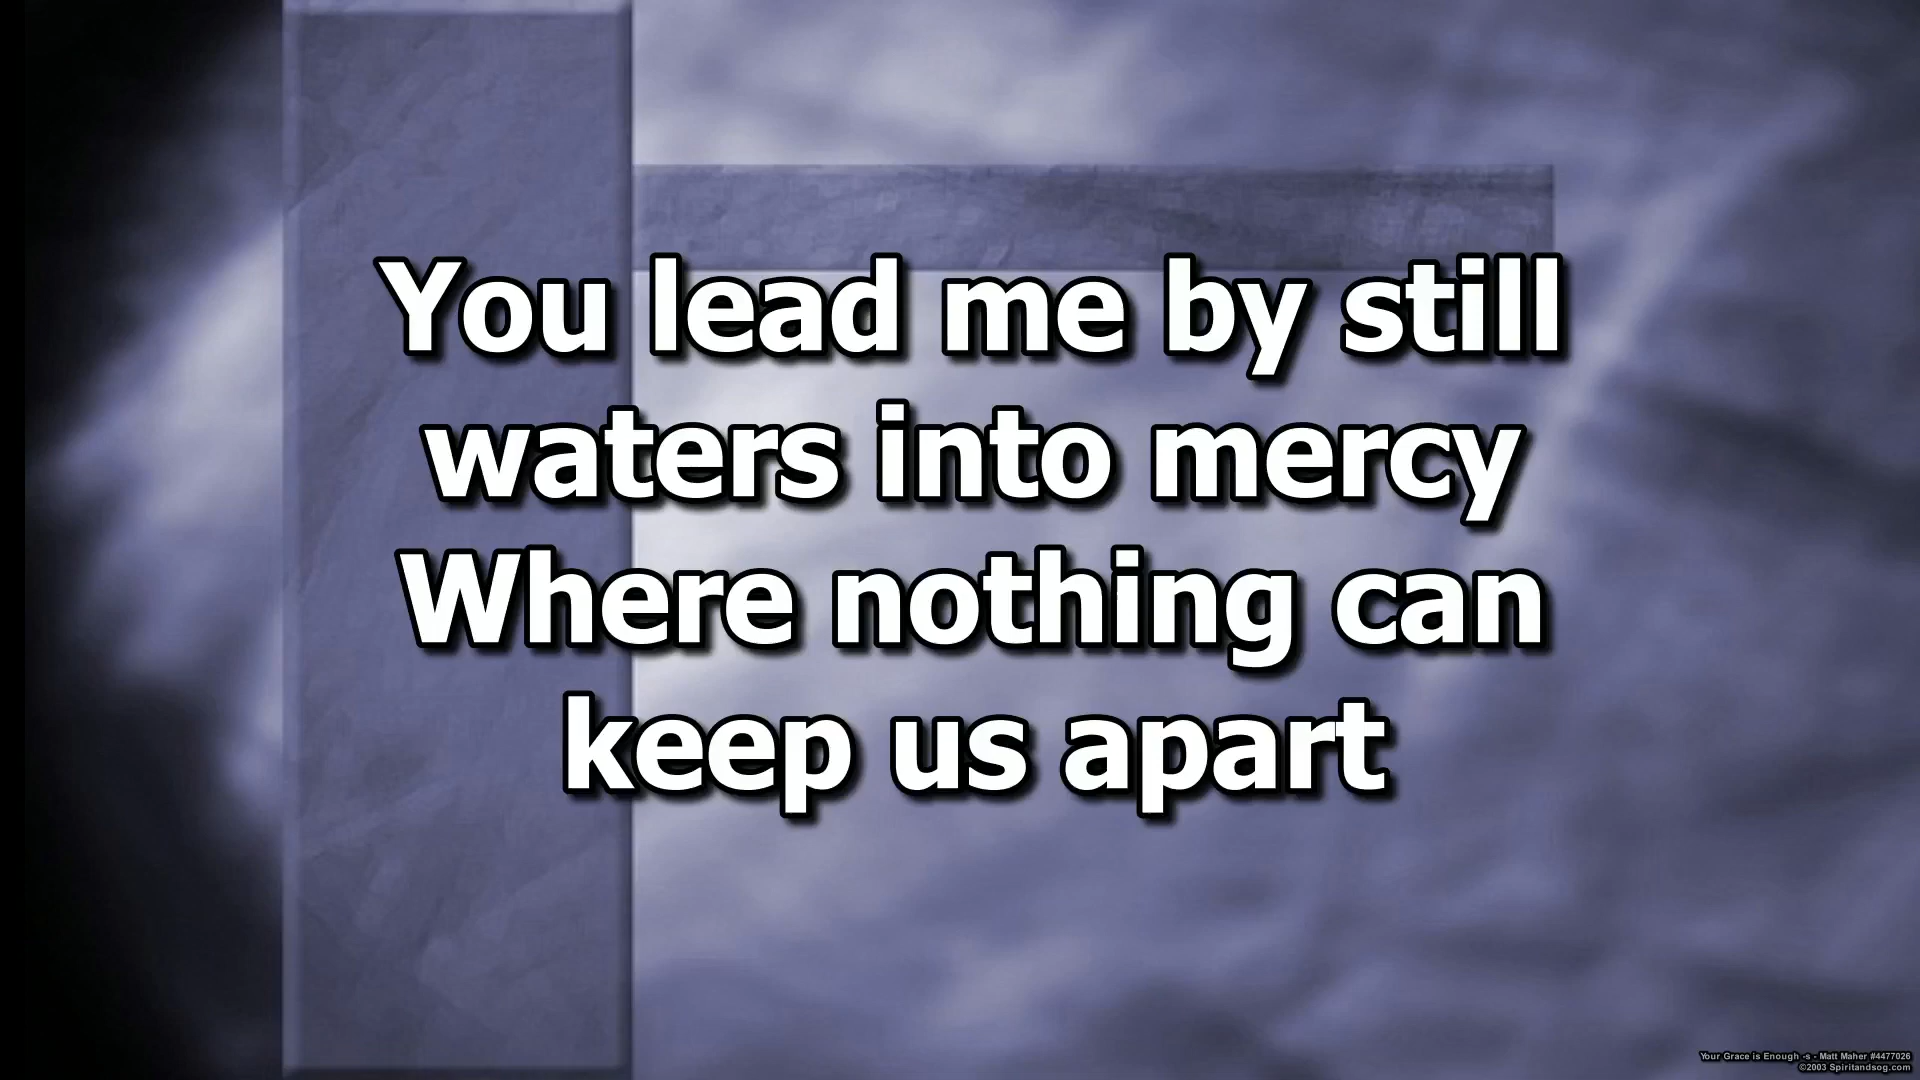 You lead me by still
waters into mercy
Where nothing can
keep us apart
Your Grace is Enough -s - Matt Maher #4477026
©2003 Spiritandsog.com